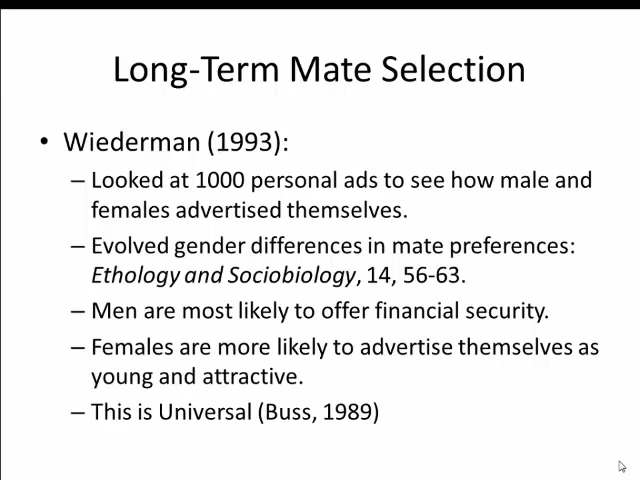 Long-Term Mate Selection
• Wiederman (1993):
– Looked at 1000 personal ads to see how male and
females advertised themselves.
– Evolved gender differences in mate preferences:
Ethology and Sociobiology, 14, 56-63.
– Men are most likely to offer financial security.
– Females are more likely to advertise themselves as
young and attractive.
– This is Universal (Buss, 1989)